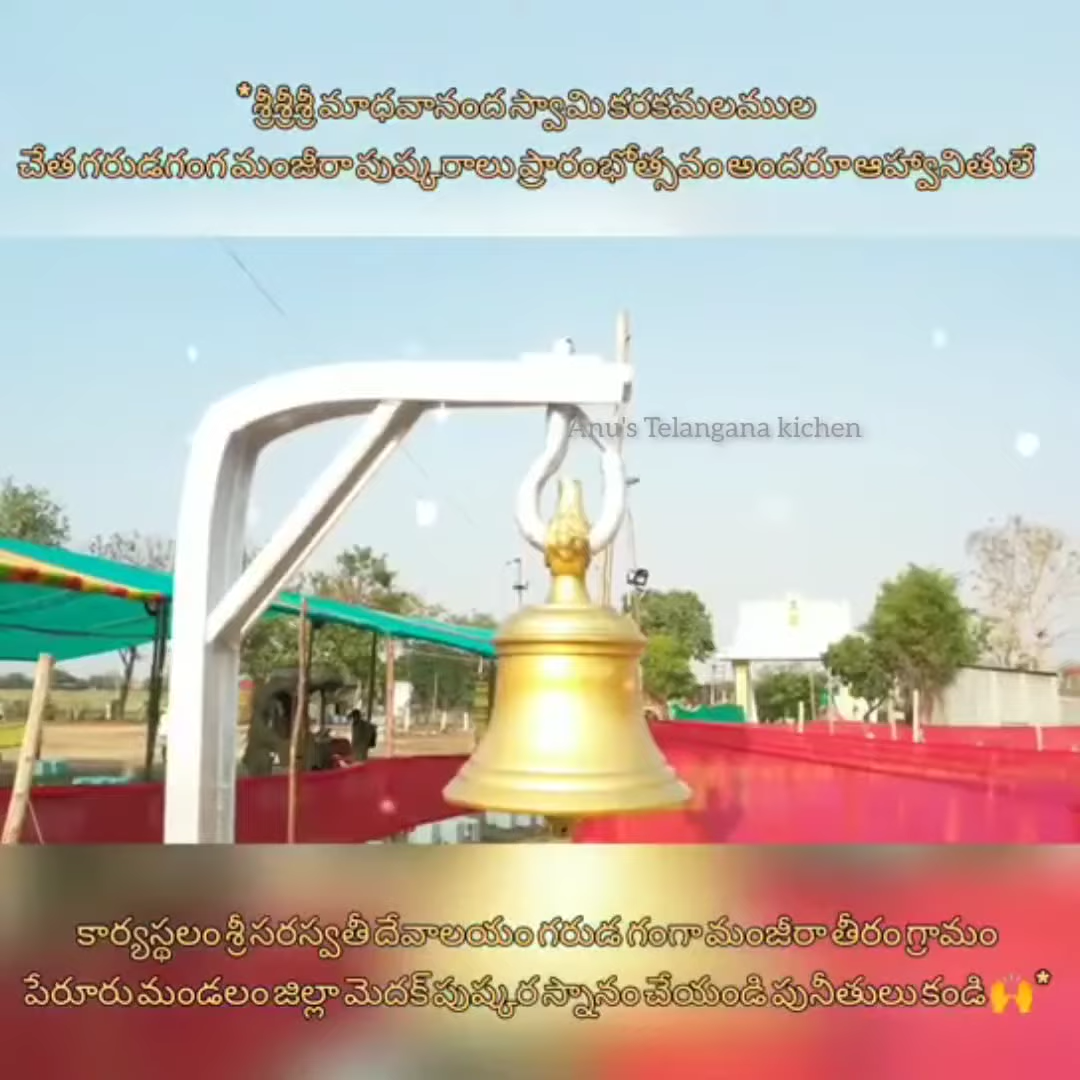 *శ్రీశ్రీశ్రీ మాధవానంద స్వామి కరకమలముల
చేత గరుడగంగ మంజీరా పుష్కరాలు ప్రారంభోత్సవం అందరూ ఆహ్వానితులే
Anu's Telangana kichen
కార్యస్థలం శ్రీ సరస్వతీ దేవాలయం గరుడ గంగా మంజీరా తీరం గ్రామం
పేరూరు మండలం జిల్లా మెదక్ పుష్కర స్నానం చేయండి పునీతులు కండి 🙌*